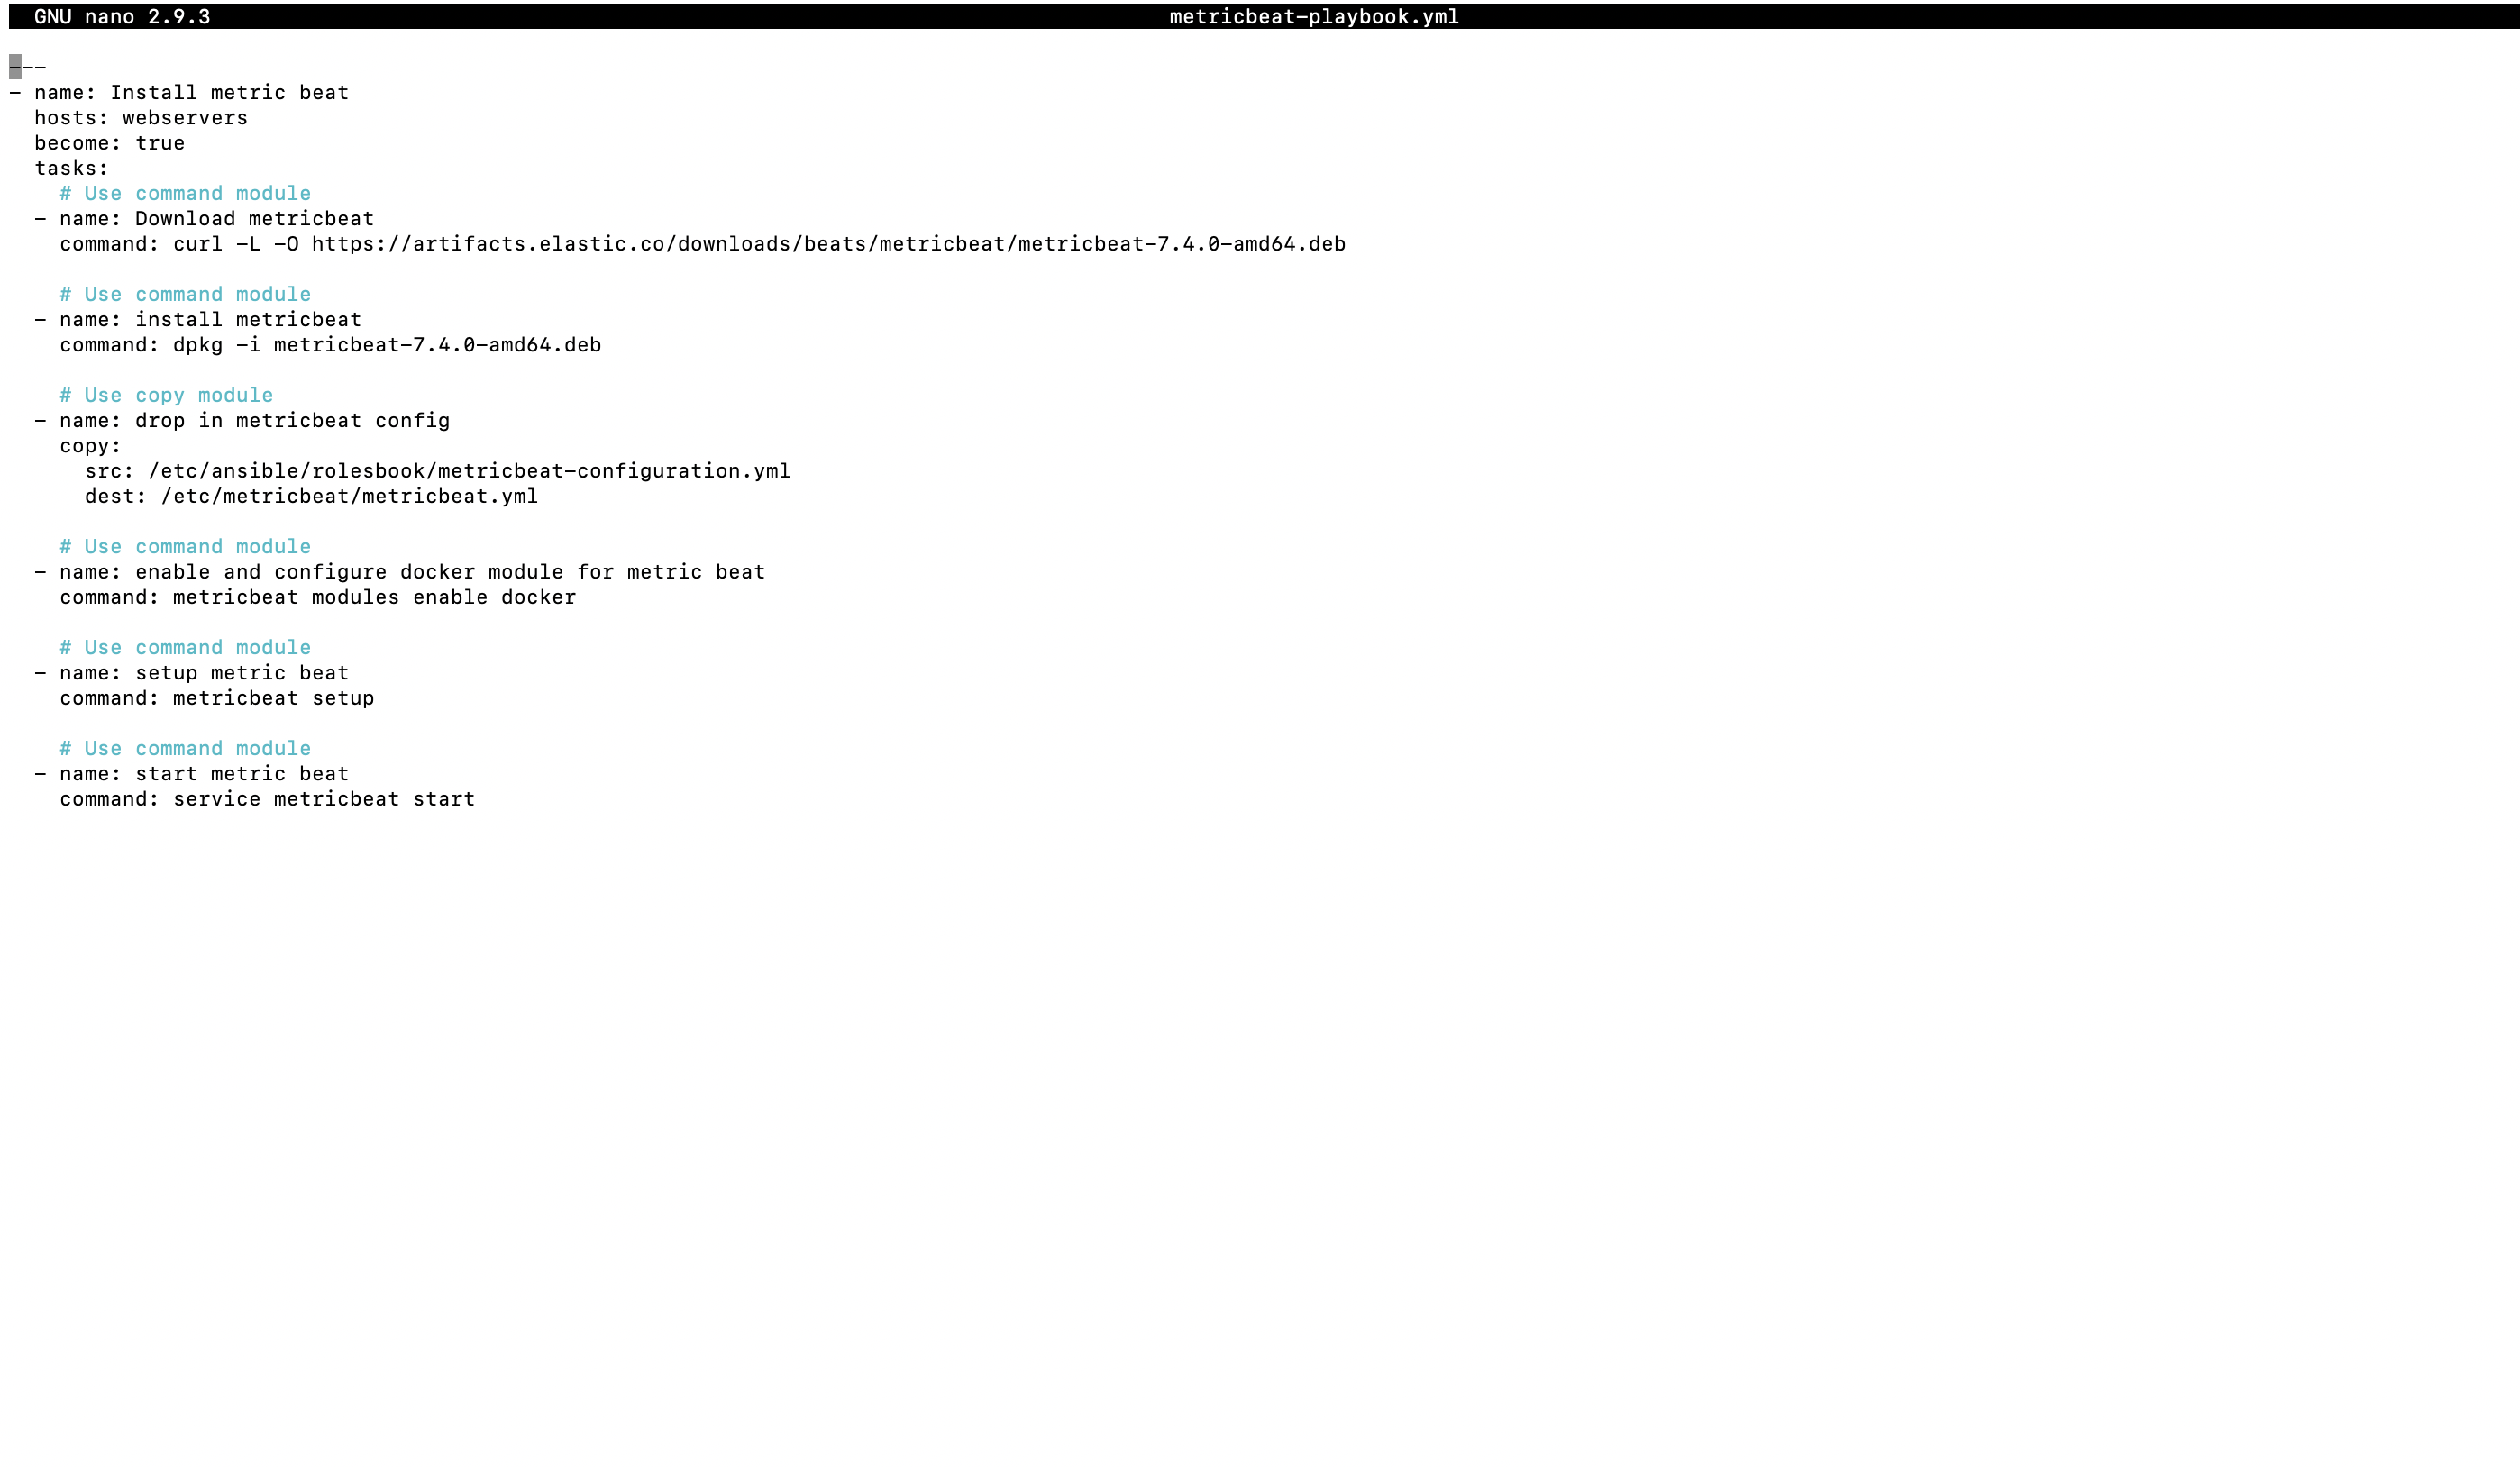 GNU nano 2.9.3 metricbeat-playbook.yml
---
- name: Install metric beat
  hosts: webservers
  become: true
  tasks:
    # Use command module
  - name: Download metricbeat
    command: curl -L -O https://artifacts.elastic.co/downloads/beats/metricbeat/metricbeat-7.4.0-amd64.deb
    # Use command module
  - name: install metricbeat
    command: dpkg -i metricbeat-7.4.0-amd64.deb
    # Use copy module
  - name: drop in metricbeat config
    copy:
      src: /etc/ansible/rolesbook/metricbeat-configuration.yml
      dest: /etc/metricbeat/metricbeat.yml
    # Use command module
  - name: enable and configure docker module for metric beat
    command: metricbeat modules enable docker
    # Use command module
  - name: setup metric beat
    command: metricbeat setup
    # Use command module
  - name: start metric beat
    command: service metricbeat start